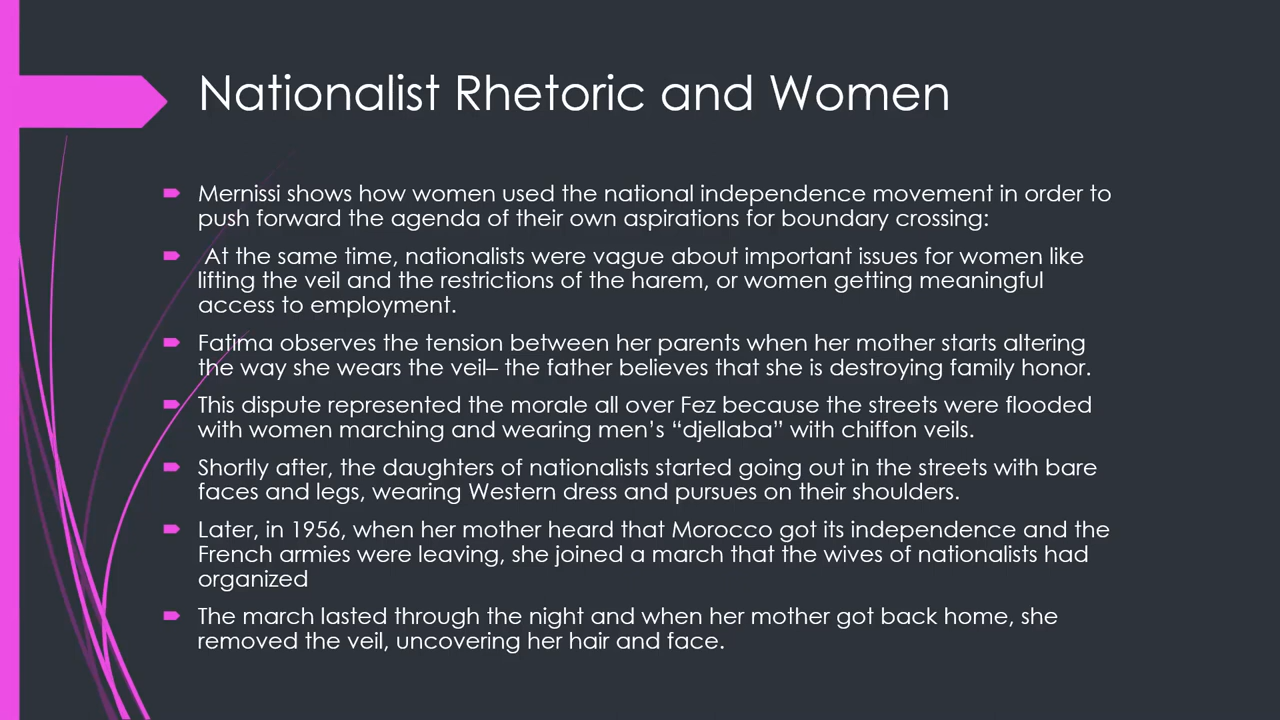 Nationalist Rhetoric and Women
Mernissi shows how women used the national independence movement in order to
push forward the agenda of their own aspirations for boundary crossing:
At the same time, nationalists were vague about important issues for women like
lifting the veil and the restrictions of the harem, or women getting meaningful
access to employment.
Fatima observes the tension between her parents when her mother starts altering
the way she wears the veil– the father believes that she is destroying family honor.
This dispute represented the morale all over Fez because the streets were flooded
with women marching and wearing men's “djellaba” with chiffon veils.
Shortly after, the daughters of nationalists started going out in the streets with bare
faces and legs, wearing Western dress and pursues on their shoulders.
Later, in 1956, when her mother heard that Morocco got its independence and the
French armies were leaving, she joined a march that the wives of nationalists had
organized
The march lasted through the night and when her mother got back home, she
removed the veil, uncovering her hair and face.